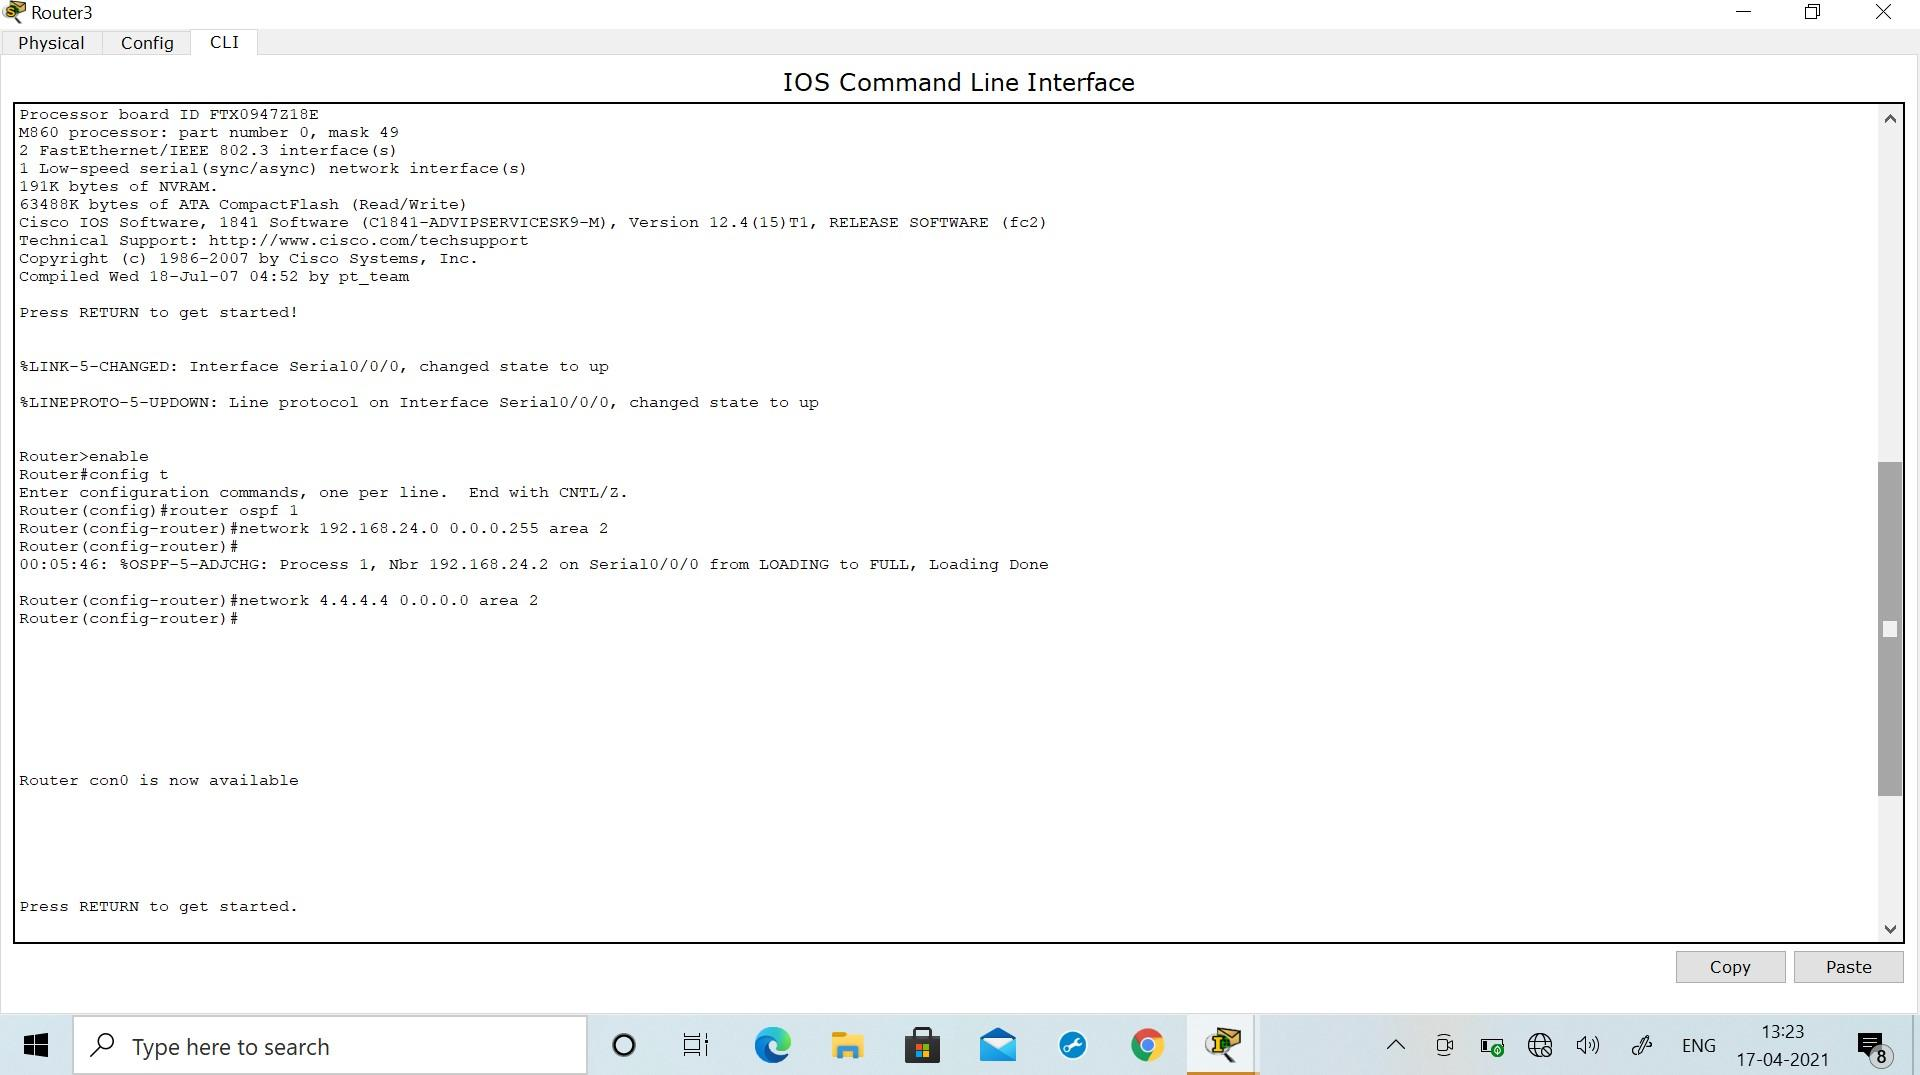 Router3
Physical Config CLI
IOS Command Line Interface
Processor board ID FTX0947Z18E
M860 processor: part number 0, mask 49
2 FastEthernet/IEEE 802.3 interface(s)
1 Low-speed serial(sync/async) network interface(s)
191K bytes of NVRAM.
63488K bytes of ATA CompactFlash (Read/Write)
Cisco IOS Software, 1841 Software (C1841-ADVIPSERVICESK9-M), Version 12.4(15)T1, RELEASE SOFTWARE (fc2)
Technical Support: http://www.cisco.com/techsupport
Copyright (c) 1986-2007 by Cisco Systems, Inc.
Compiled Wed 18-Jul-07 04:52 by pt_team
Press RETURN to get started!
%LINK-5-CHANGED: Interface Serial0/0/0, changed state to up
%LINEPROTO-5-UPDOWN: Line protocol on Interface Serial0/0/0, changed state to up
Router>enable
Router#config t
Enter configuration commands, one per line.  End with CNTL/Z.
Router(config)#router ospf 1
Router(config-router)#network 192.168.24.0 0.0.0.255 area 2
Router(config-router)#
00:05:46: %OSPF-5-ADJCHG: Process 1, Nbr 192.168.24.2 on Serial0/0/0 from LOADING to FULL, Loading Done
Router(config-router)#network 4.4.4.4 0.0.0.0 area 2
Router(config-router)#
Router con0 is now available
Press RETURN to get started.
Copy Paste
Type here to search
ENG
13:23
17-04-2021
8